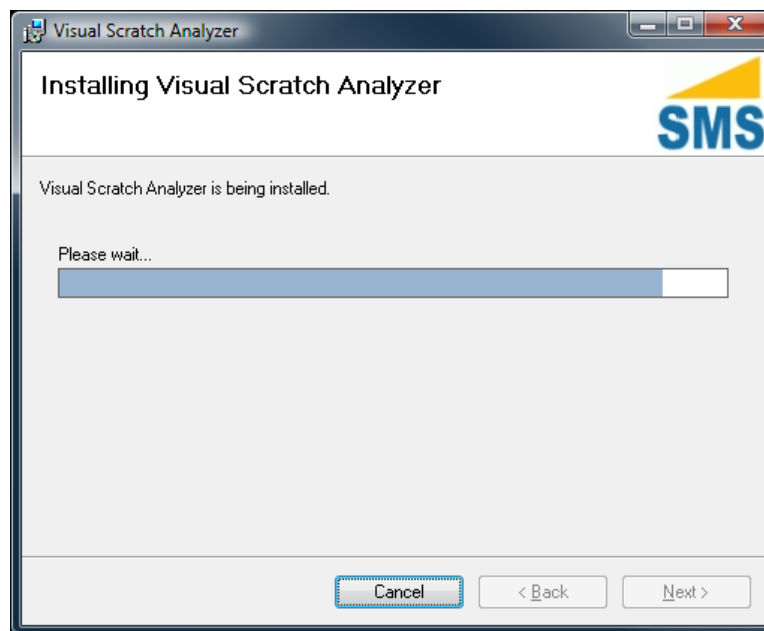 Visual Scratch Analyzer
Installing Visual Scratch Analyzer
SMS
Visual Scratch Analyzer is being installed.
Please wait...
Cancel
< Back
Next >